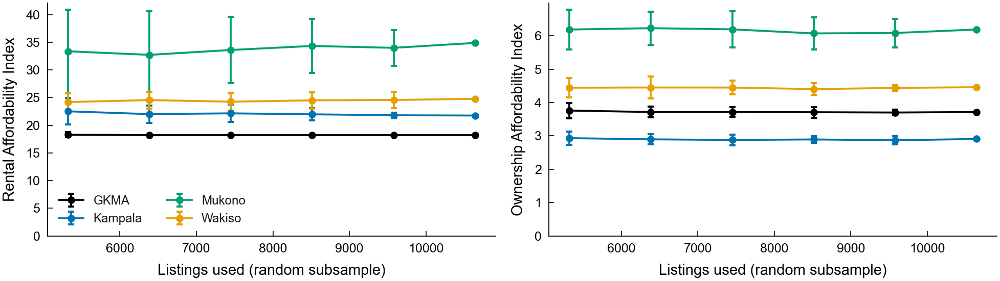 Rental Affordability Index
40
35
30
25
20
15
10
5
0
6000 7000 8000 9000 10000
Listings used (random subsample)
GKMA Mukono
Kampala Wakiso
Ownership Affordability Index
6
5
4
3
2
1
0
6000 7000 8000 9000 10000
Listings used (random subsample)